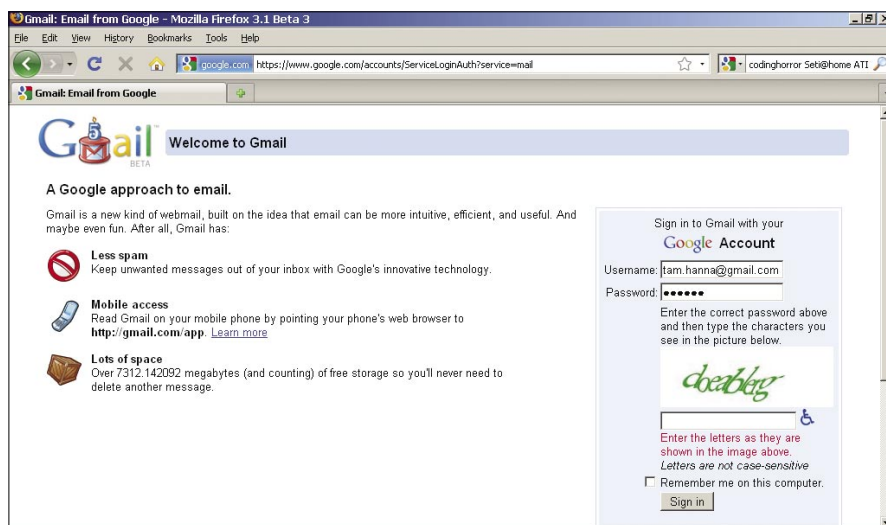 Gmail: Email from Google - Mozilla Firefox 3.1 Beta 3
File Edit View History Bookmarks Tools Help
google.com https://www.google.com/accounts/ServiceLoginAuth?service=mail
codinghorror Seti@home ATI
Gmail: Email from Google
Gmail
5
BETA
Welcome to Gmail
A Google approach to email.
Gmail is a new kind of webmail, built on the idea that email can be more intuitive, efficient, and useful. And
maybe even fun. After all, Gmail has:
Less spam
Keep unwanted messages out of your inbox with Google's innovative technology.
Mobile access
Read Gmail on your mobile phone by pointing your phone's web browser to
http://gmail.com/app. Learn more
Lots of space
Over 7312.142092 megabytes (and counting) of free storage so you'll never need to
delete another message.
Sign in to Gmail with your
Google Account
Username: tam.hanna@gmail.com
Password: ●●●●●●
Enter the correct password above
and then type the characters you
see in the picture below.
Enter the letters as they are
shown in the image above.
Letters are not case-sensitive
Remember me on this computer.
Sign in